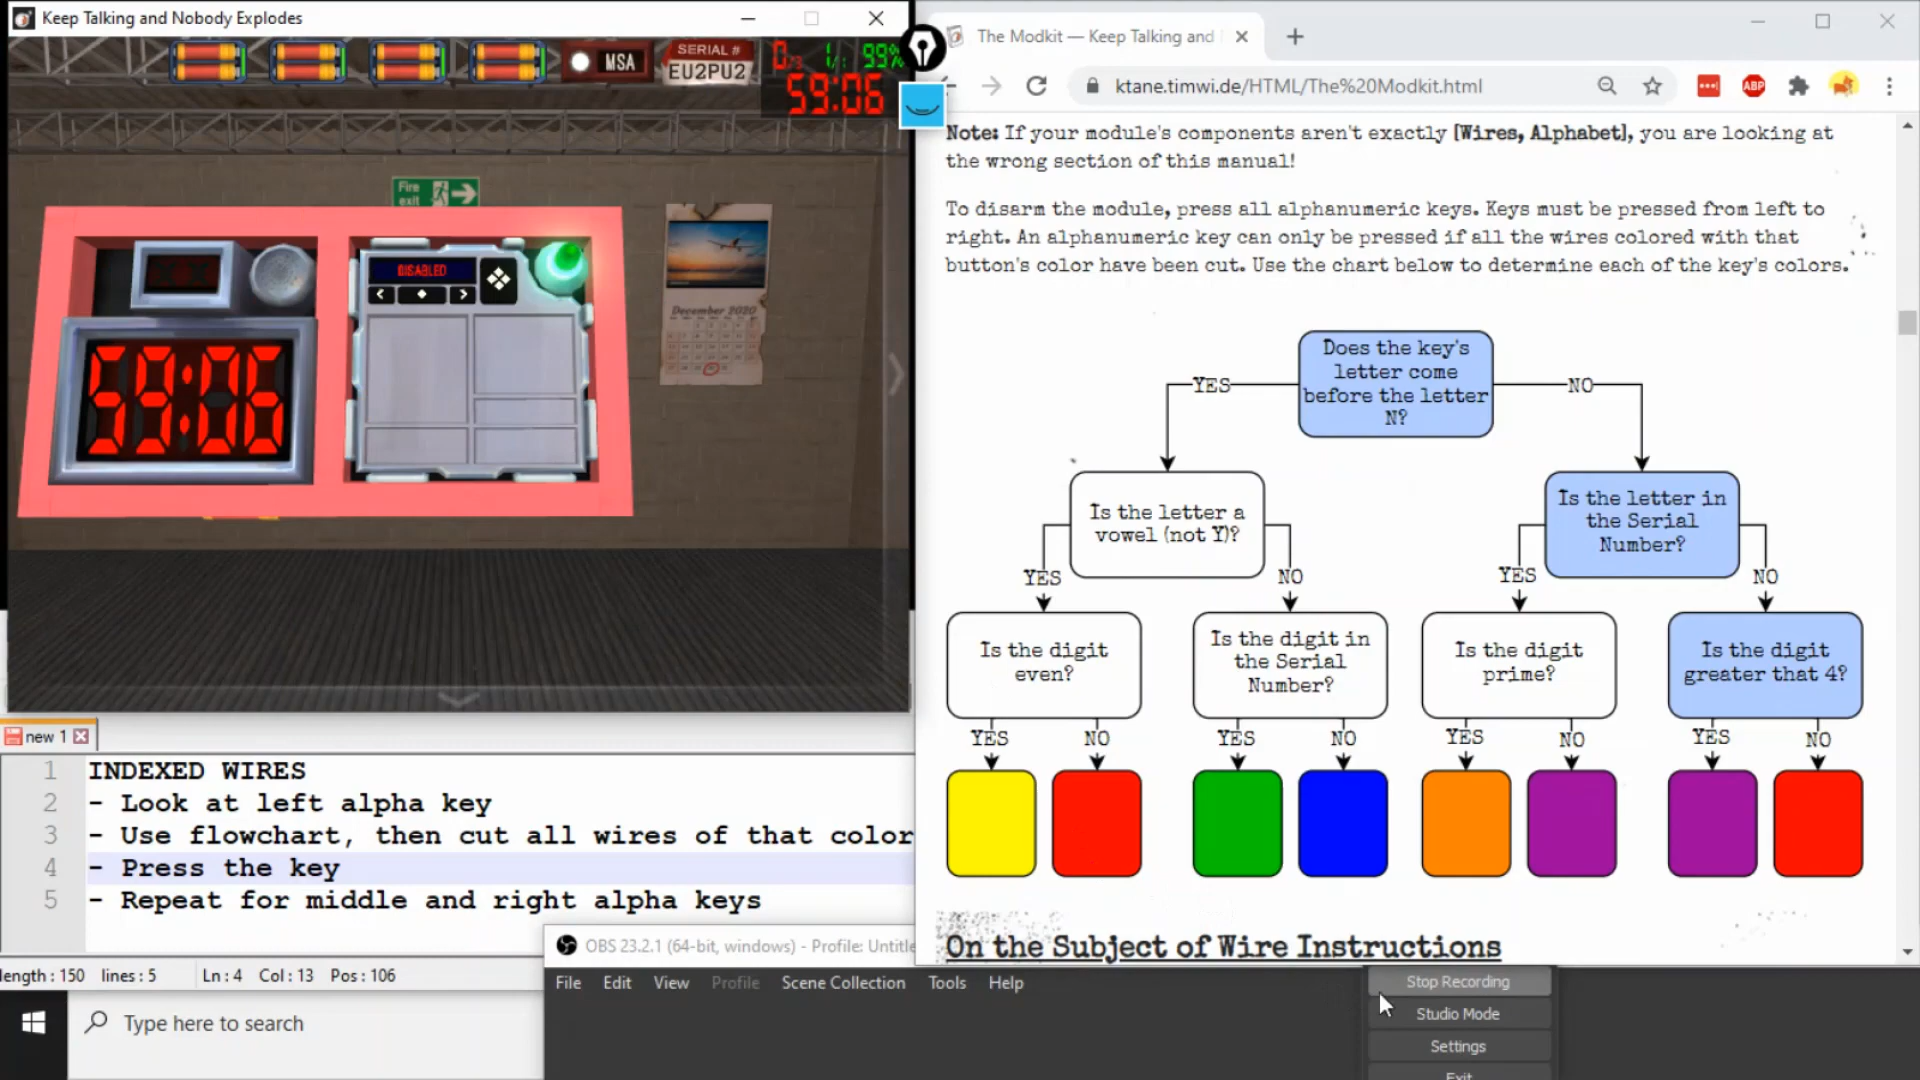 Keep Talking and Nobody Explodes
MSA
SERIAL #
EU2PU2
99%
59:06
Fire
exit
DISABLED
59:06
December 2020
new 1
1 INDEXED WIRES
2 - Look at left alpha key
3 - Use flowchart, then cut all wires of that color
4 - Press the key
5 - Repeat for middle and right alpha keys
length : 150 lines : 5 Ln : 4 Col : 13 Pos : 106
Type here to search
OBS 23.2.1 (64-bit, windows) - Profile: Untitle
File Edit View Profile Scene Collection Tools Help
Stop Recording
Studio Mode
Settings
Exit
The Modkit — Keep Talking and
ktane.timwi.de/HTML/The%20Modkit.html
ABP
Note: If your module's components aren't exactly [Wires, Alphabet], you are looking at
the wrong section of this manual!
To disarm the module, press all alphanumeric keys. Keys must be pressed from left to
right. An alphanumeric key can only be pressed if all the wires colored with that
button's color have been cut. Use the chart below to determine each of the key's colors.
Does the key's
letter come
before the letter
N?
YES
NO
Is the letter a
vowel (not Y)?
Is the letter in
the Serial
Number?
YES
NO
YES
NO
Is the digit
even?
Is the digit in
the Serial
Number?
Is the digit
prime?
Is the digit
greater that 4?
YES
NO
YES
NO
YES
NO
YES
NO
On the Subject of Wire Instructions